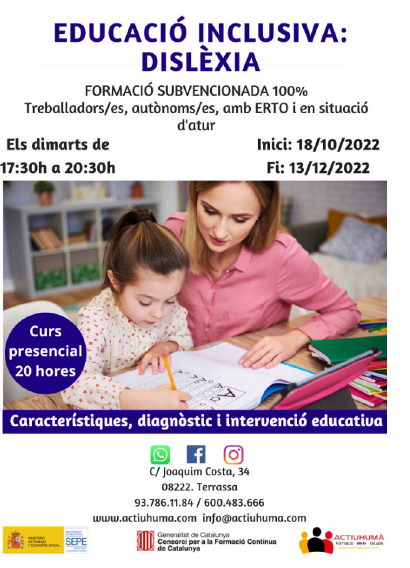 EDUCACIÓ INCLUSIVA:
DISLÈXIA
FORMACIÓ SUBVENCIONADA 100%
Treballadors/es, autònoms/es, amb ERTO i en situació
d'atur
Els dimarts de
17:30h a 20:30h
Inici: 18/10/2022
Fi: 13/12/2022
Curs
presencial
20 hores
Característiques, diagnòstic i intervenció educativa
C/ Joaquim Costa, 34
08222. Terrassa
93.786.11.84 / 600.483.666
www.actiuhuma.com info@actiuhuma.com
SEPE
Generalitat de Catalunya
Consorci per a la Formació Contínua
de Catalunya
ACTIUHUMÀ